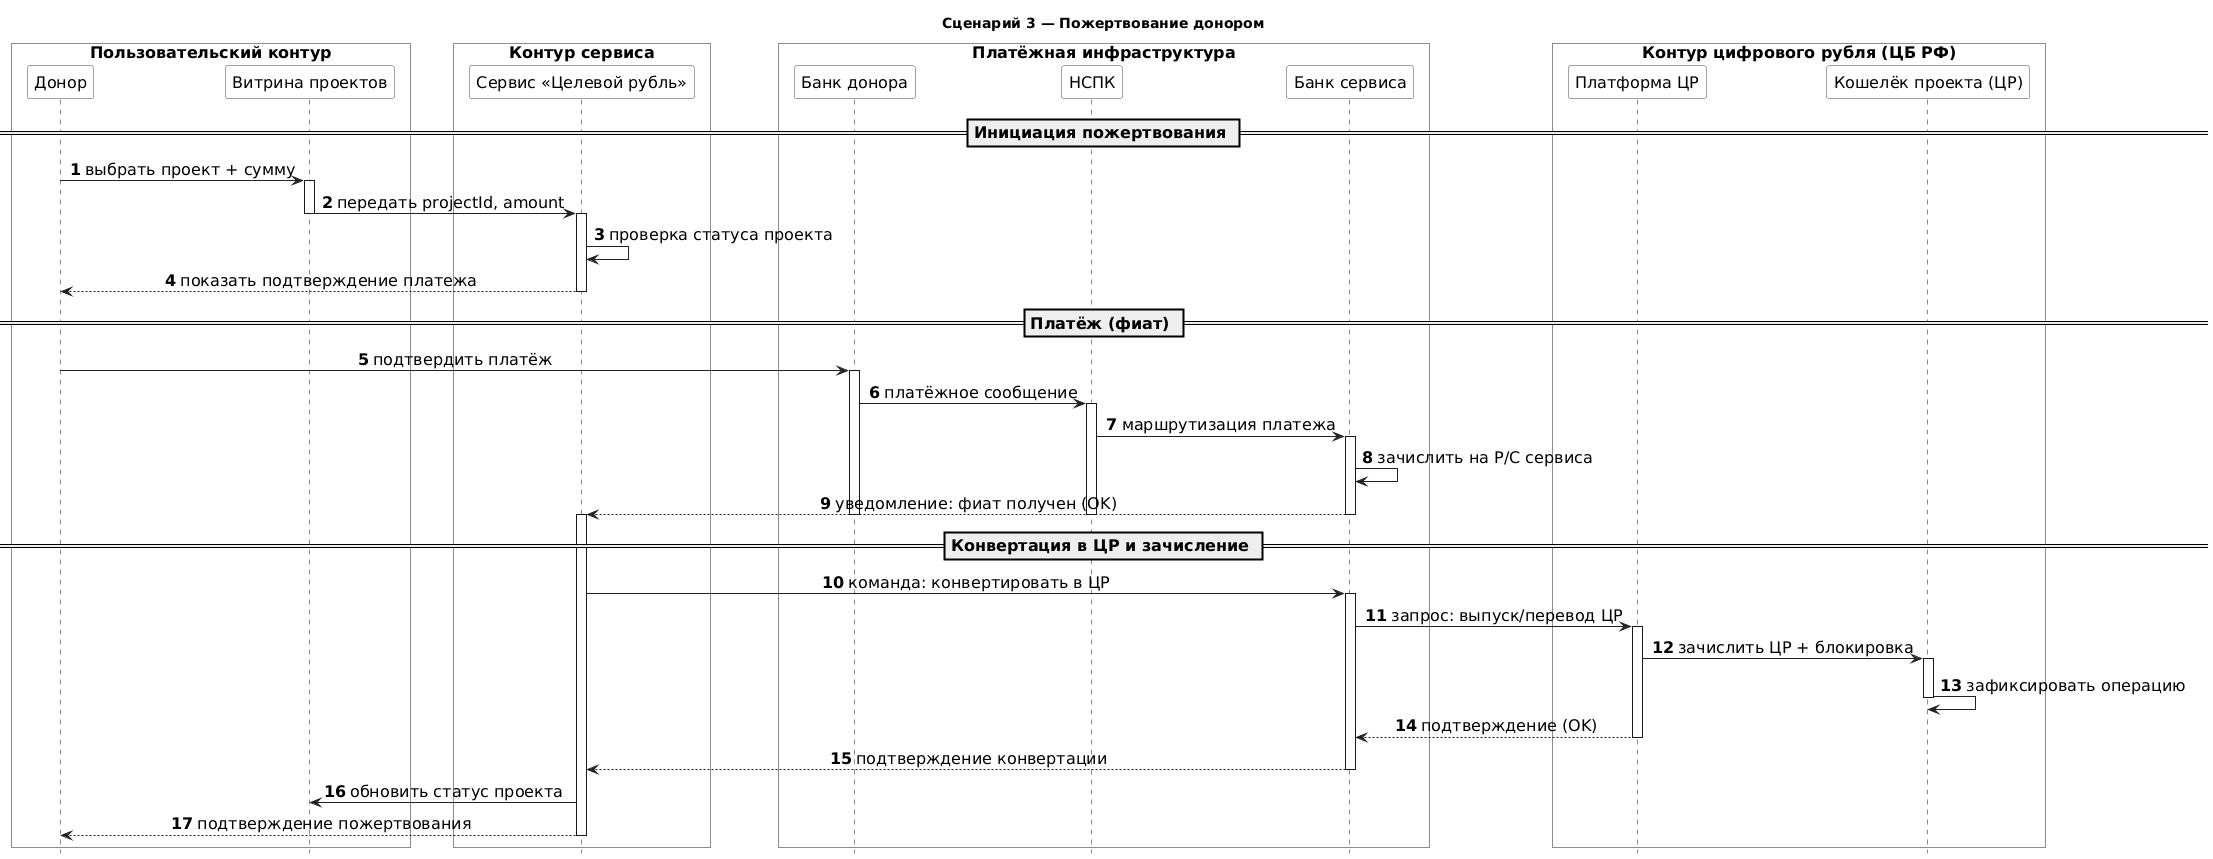 Сценарий 3 — Пожертвование донором
Пользовательский контур
Контур сервиса
Платёжная инфраструктура
Контур цифрового рубля (ЦБ РФ)
Донор
Витрина проектов
Сервис «Целевой рубль»
Банк донора
НСПК
Банк сервиса
Платформа ЦР
Кошелёк проекта (ЦР)
Инициация пожертвования
1 выбрать проект + сумму
2 передать projectId, amount
3 проверка статуса проекта
4 показать подтверждение платежа
Платёж (фиат)
5 подтвердить платёж
6 платёжное сообщение
7 маршрутизация платежа
8 зачислить на Р/С сервиса
9 уведомление: фиат получен (OK)
Конвертация в ЦР и зачисление
10 команда: конвертировать в ЦР
11 запрос: выпуск/перевод ЦР
12 зачислить ЦР + блокировка
13 зафиксировать операцию
14 подтверждение (OK)
15 подтверждение конвертации
16 обновить статус проекта
17 подтверждение пожертвования